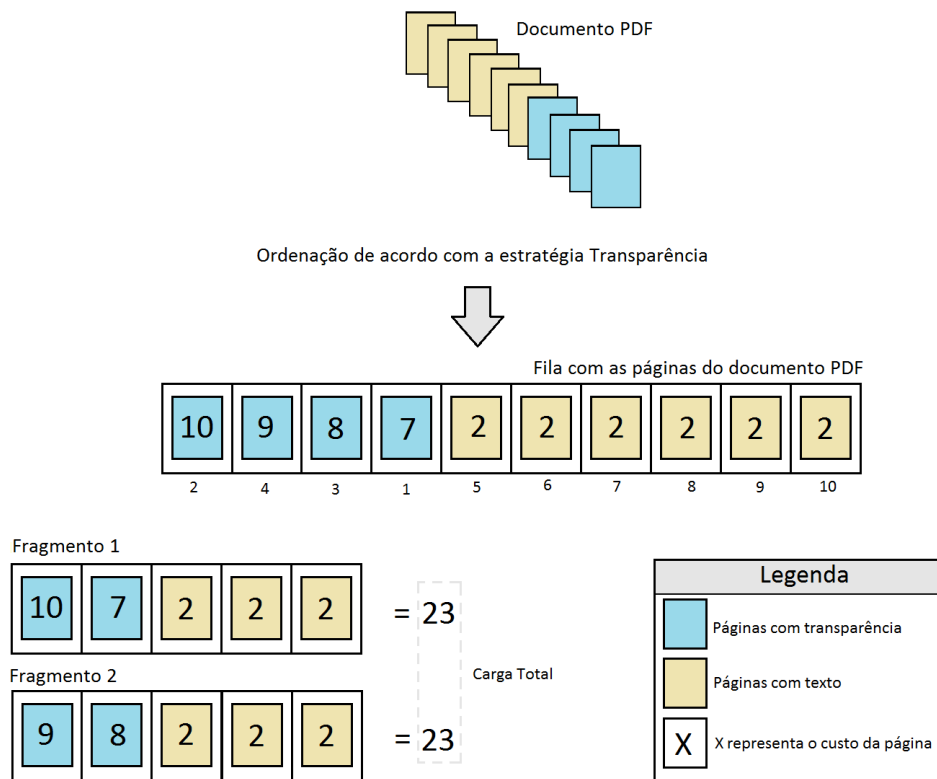 Documento PDF
Ordenação de acordo com a estratégia Transparência
Fila com as páginas do documento PDF
10 9 8 7 2 2 2 2 2 2
2 4 3 1 5 6 7 8 9 10
Fragmento 1
10 7 2 2 2 = 23
Carga Total
Fragmento 2
9 8 2 2 2 = 23
Legenda
Páginas com transparência
Páginas com texto
X X representa o custo da página